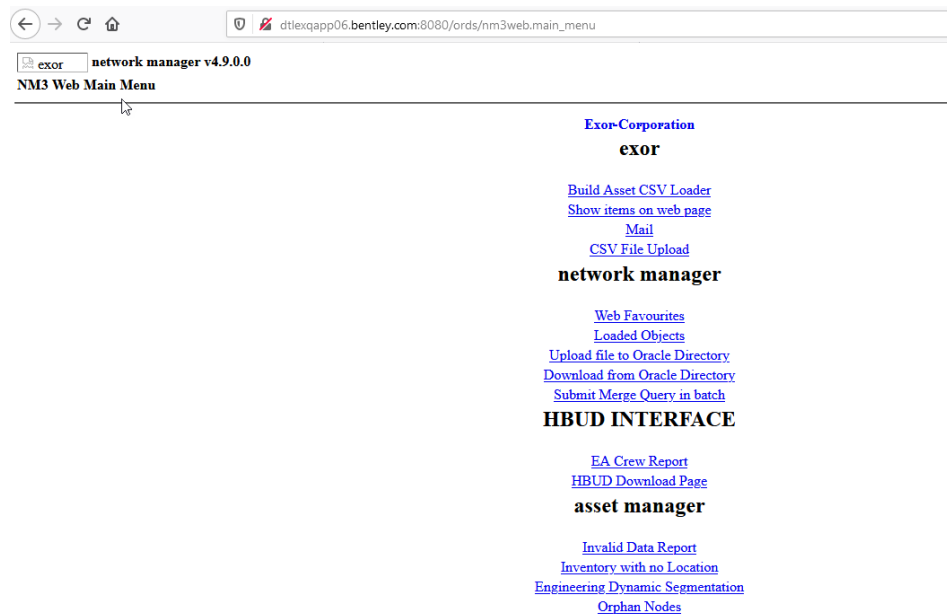 dtlexqapp06.bentley.com:8080/ords/nm3web.main_menu
exor network manager v4.9.0.0
NM3 Web Main Menu
Exor-Corporation
exor
Build Asset CSV Loader
Show items on web page
Mail
CSV File Upload
network manager
Web Favourites
Loaded Objects
Upload file to Oracle Directory
Download from Oracle Directory
Submit Merge Query in batch
HBUD INTERFACE
EA Crew Report
HBUD Download Page
asset manager
Invalid Data Report
Inventory with no Location
Engineering Dynamic Segmentation
Orphan Nodes